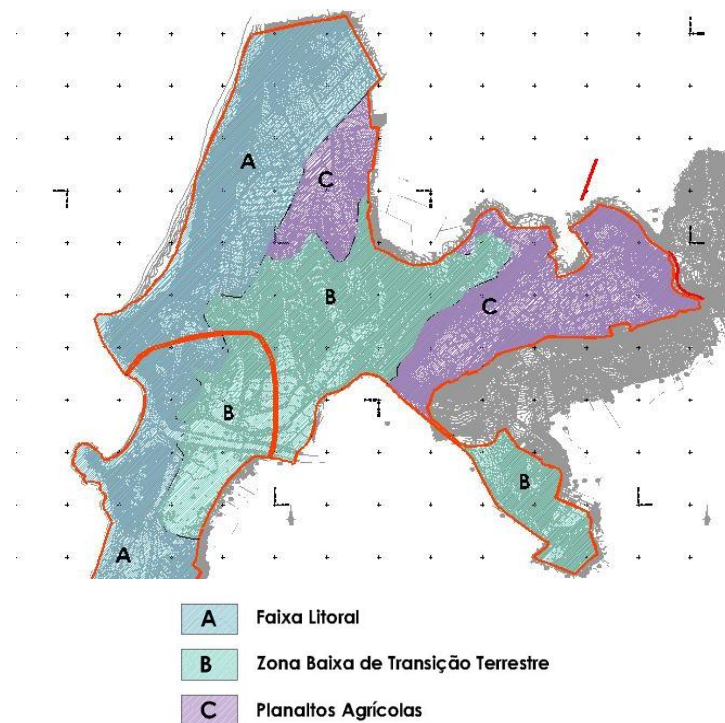 A
C
B
C
B
B
A
A Faixa Litoral
B Zona Baixa de Transição Terrestre
C Planaltos Agrícolas